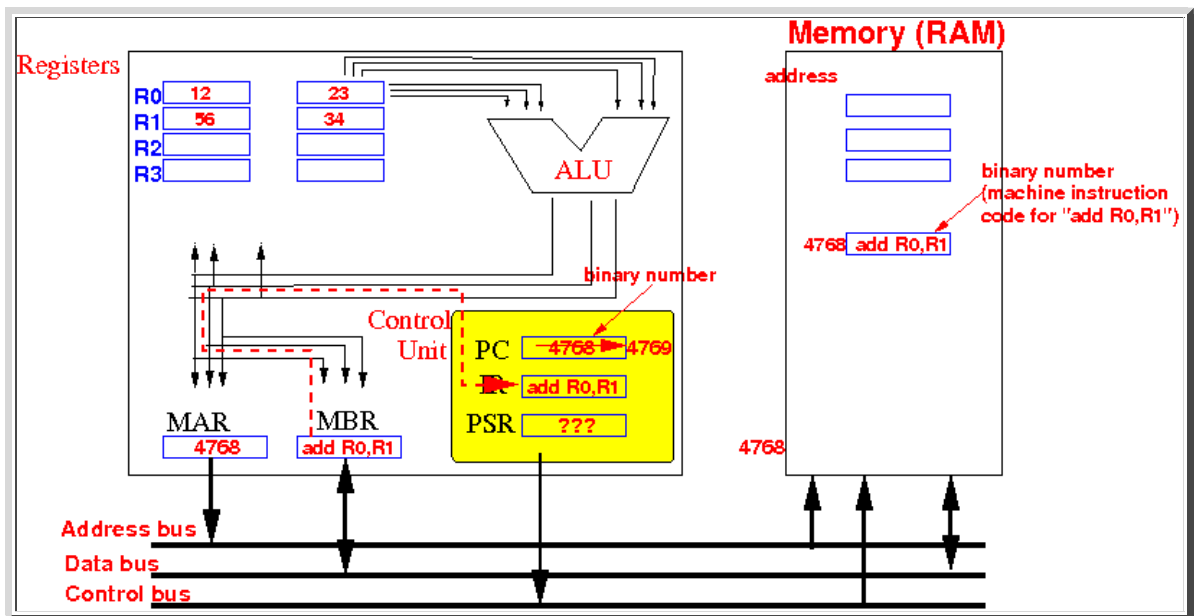 Memory (RAM)
Registers
address
R0 12 23
R1 56 34
R2
R3
ALU
binary number
(machine instruction
code for "add R0,R1")
4768 add R0,R1
binary number
Control
Unit
PC 4768 4769
IR add R0,R1
PSR ???
MAR MBR
4768 add R0,R1
4768
Address bus
Data bus
Control bus